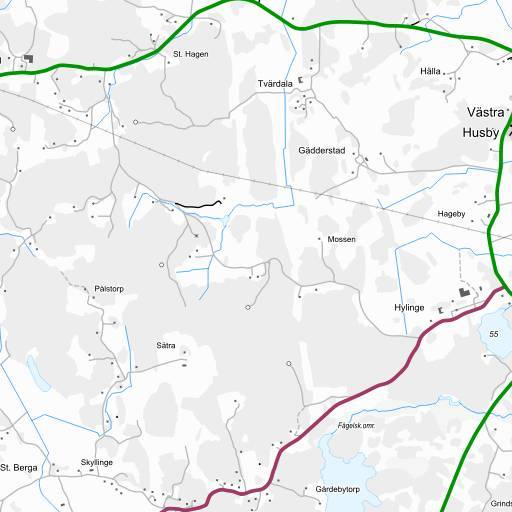 St. Hagen
Hälla
Tvärdala
Västra
Husby
Gädderstad
Hageby
Mossen
Pålstorp
Hylinge
55
Sätra
Fågelsk.omr.
St. Berga
Skyllinge
Gårdebytorp
Grinds